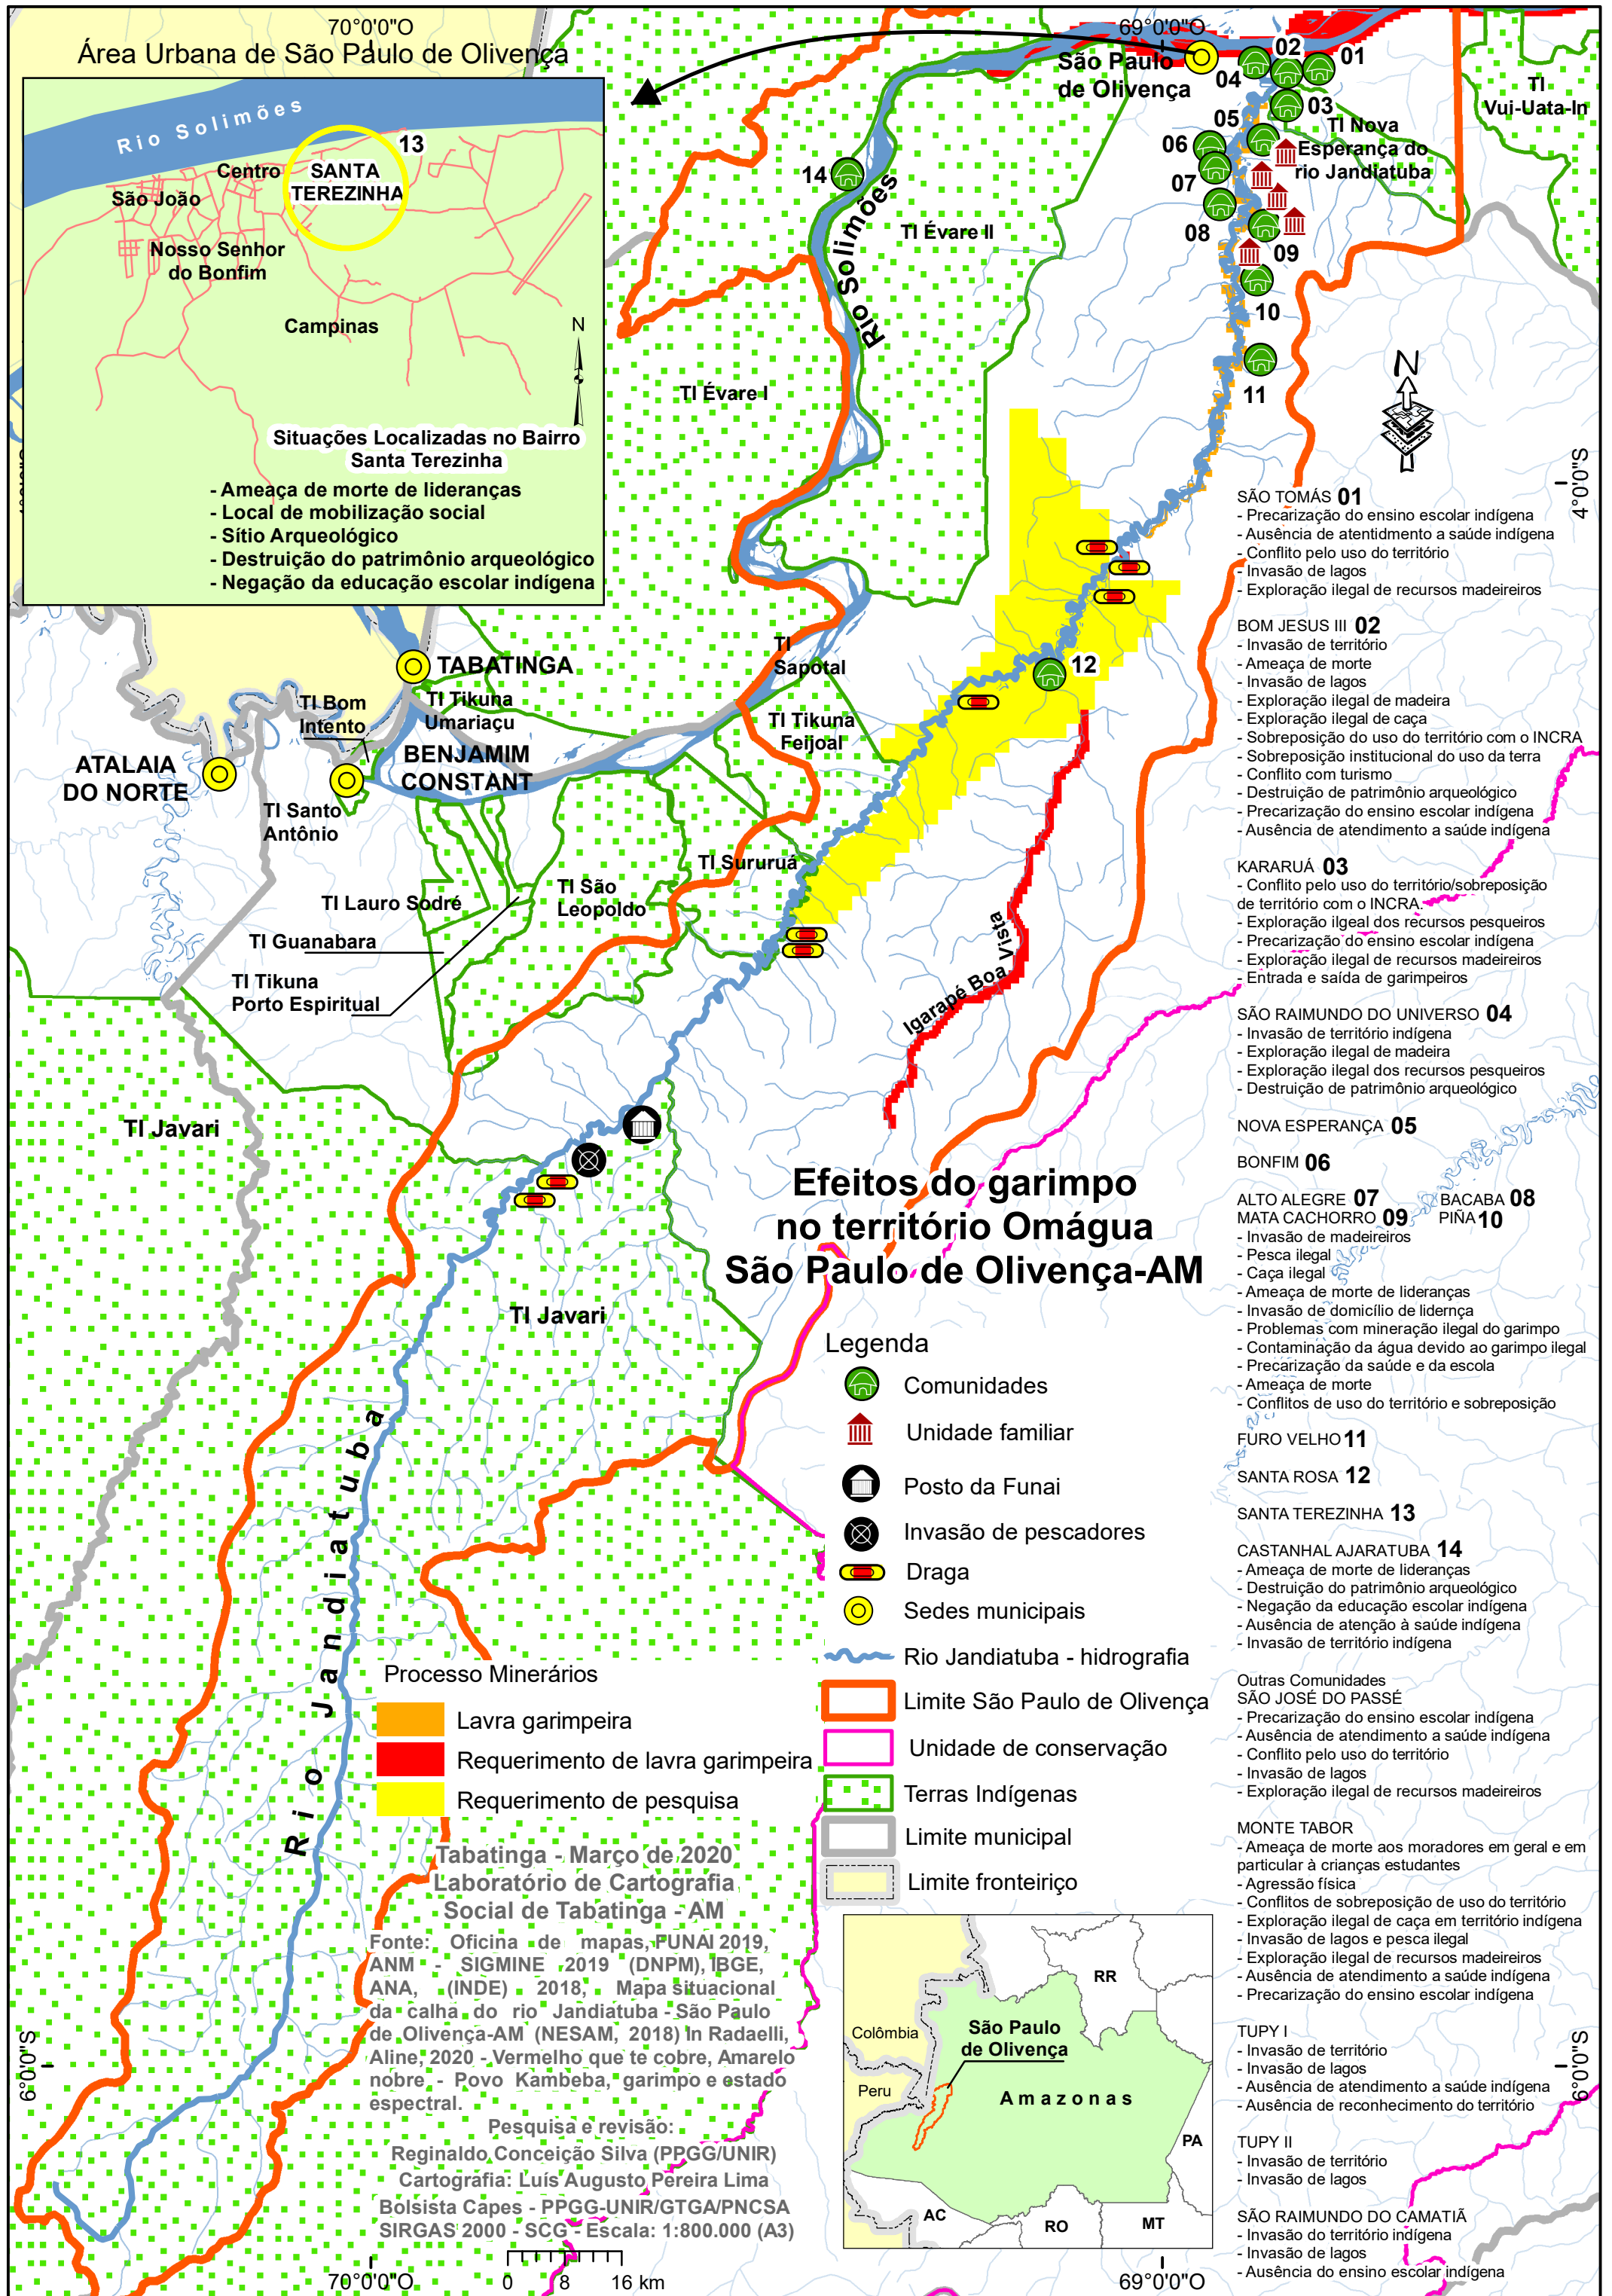 70°0'0"O
69°0'0"O
Área Urbana de São Paulo de Olivença
Rio Solimões
13
Centro
SANTA
TEREZINHA
São João
Nosso Senhor
do Bonfim
Campinas
N
Situações Localizadas no Bairro
Santa Terezinha
- Ameaça de morte de lideranças
- Local de mobilização social
- Sítio Arqueológico
- Destruição do patrimônio arqueológico
- Negação da educação escolar indígena
São Paulo
de Olivença
04
02
01
03
05
06
07
08
09
10
11
14
12
TI
Vui-Uata-In
TI Nova
Esperança do
rio Jandiatuba
Rio Solimões
TI Évare II
TI Évare I
N
4°0'0"S
TI
Sapotal
TI Tikuna
Feijoal
TABATINGA
TI Tikuna
Umariaçu
TI Bom
Intento
BENJAMIM
CONSTANT
ATALAIA
DO NORTE
TI Santo
Antônio
TI Sururuá
TI São
Leopoldo
TI Lauro Sodré
TI Guanabara
TI Tikuna
Porto Espiritual
Igarapé Boa Vista
TI Javari
TI Javari
Rio Jandiatuba
Efeitos do garimpo
no território Omágua
São Paulo de Olivença-AM
Legenda
Comunidades
Unidade familiar
Posto da Funai
Invasão de pescadores
Draga
Sedes municipais
Rio Jandiatuba - hidrografia
Limite São Paulo de Olivença
Unidade de conservação
Terras Indígenas
Limite municipal
Limite fronteiriço
Processo Minerários
Lavra garimpeira
Requerimento de lavra garimpeira
Requerimento de pesquisa
Tabatinga - Março de 2020
Laboratório de Cartografia
Social de Tabatinga - AM
Fonte: Oficina de mapas, FUNAI 2019,
ANM - SIGMINE 2019 (DNPM), IBGE,
ANA, (INDE) 2018, Mapa situacional
da calha do rio Jandiatuba - São Paulo
de Olivença-AM (NESAM, 2018) In Radaelli,
Aline, 2020 - Vermelho que te cobre, Amarelo
nobre - Povo Kambeba, garimpo e estado
espectral.
Pesquisa e revisão:
Reginaldo Conceição Silva (PPGG/UNIR)
Cartografia: Luís Augusto Pereira Lima
Bolsista Capes - PPGG-UNIR/GTGA/PNCSA
SIRGAS 2000 - SCG - Escala: 1:800.000 (A3)
0 8 16 km
70°0'0"O
69°0'0"O
6°0'0"S
6°0'0"S
Colômbia
Peru
São Paulo
de Olivença
Amazonas
RR
PA
AC
RO
MT
SÃO TOMÁS 01
- Precarização do ensino escolar indígena
- Ausência de atentidmento a saúde indígena
- Conflito pelo uso do território
- Invasão de lagos
- Exploração ilegal de recursos madeireiros
BOM JESUS III 02
- Invasão de território
- Ameaça de morte
- Invasão de lagos
- Exploração ilegal de madeira
- Exploração ilegal de caça
- Sobreposição do uso do território com o INCRA
- Sobreposição institucional do uso da terra
- Conflito com turismo
- Destruição de patrimônio arqueológico
- Precarização do ensino escolar indígena
- Ausência de atendimento a saúde indígena
KARARUÁ 03
- Conflito pelo uso do território/sobreposição
de território com o INCRA.
- Exploração ilgeal dos recursos pesqueiros
- Precarização do ensino escolar indígena
- Exploração ilegal de recursos madeireiros
- Entrada e saída de garimpeiros
SÃO RAIMUNDO DO UNIVERSO 04
- Invasão de território indígena
- Exploração ilegal de madeira
- Exploração ilegal dos recursos pesqueiros
- Destruição de patrimônio arqueológico
NOVA ESPERANÇA 05
BONFIM 06
ALTO ALEGRE 07 BACABA 08
MATA CACHORRO 09 PIÑA 10
- Invasão de madeireiros
- Pesca ilegal
- Caça ilegal
- Ameaça de morte de lideranças
- Invasão de domicílio de lidernça
- Problemas com mineração ilegal do garimpo
- Contaminação da água devido ao garimpo ilegal
- Precarização da saúde e da escola
- Ameaça de morte
- Conflitos de uso do território e sobreposição
FURO VELHO 11
SANTA ROSA 12
SANTA TEREZINHA 13
CASTANHAL AJARATUBA 14
- Ameaça de morte de lideranças
- Destruição do patrimônio arqueológico
- Negação da educação escolar indígena
- Ausência de atenção à saúde indígena
- Invasão de território indígena
Outras Comunidades
SÃO JOSÉ DO PASSÉ
- Precarização do ensino escolar indígena
- Ausência de atendimento a saúde indígena
- Conflito pelo uso do território
- Invasão de lagos
- Exploração ilegal de recursos madeireiros
MONTE TABOR
- Ameaça de morte aos moradores em geral e em
particular à crianças estudantes
- Agressão física
- Conflitos de sobreposição de uso do território
- Exploração ilegal de caça em território indígena
- Invasão de lagos e pesca ilegal
- Exploração ilegal de recursos madeireiros
- Ausência de atendimento a saúde indígena
- Precarização do ensino escolar indígena
TUPY I
- Invasão de território
- Invasão de lagos
- Ausência de atendimento a saúde indígena
- Ausência de reconhecimento do território
TUPY II
- Invasão de território
- Invasão de lagos
SÃO RAIMUNDO DO CAMATIÃ
- Invasão do território indígena
- Invasão de lagos
- Ausência do ensino escolar indígena